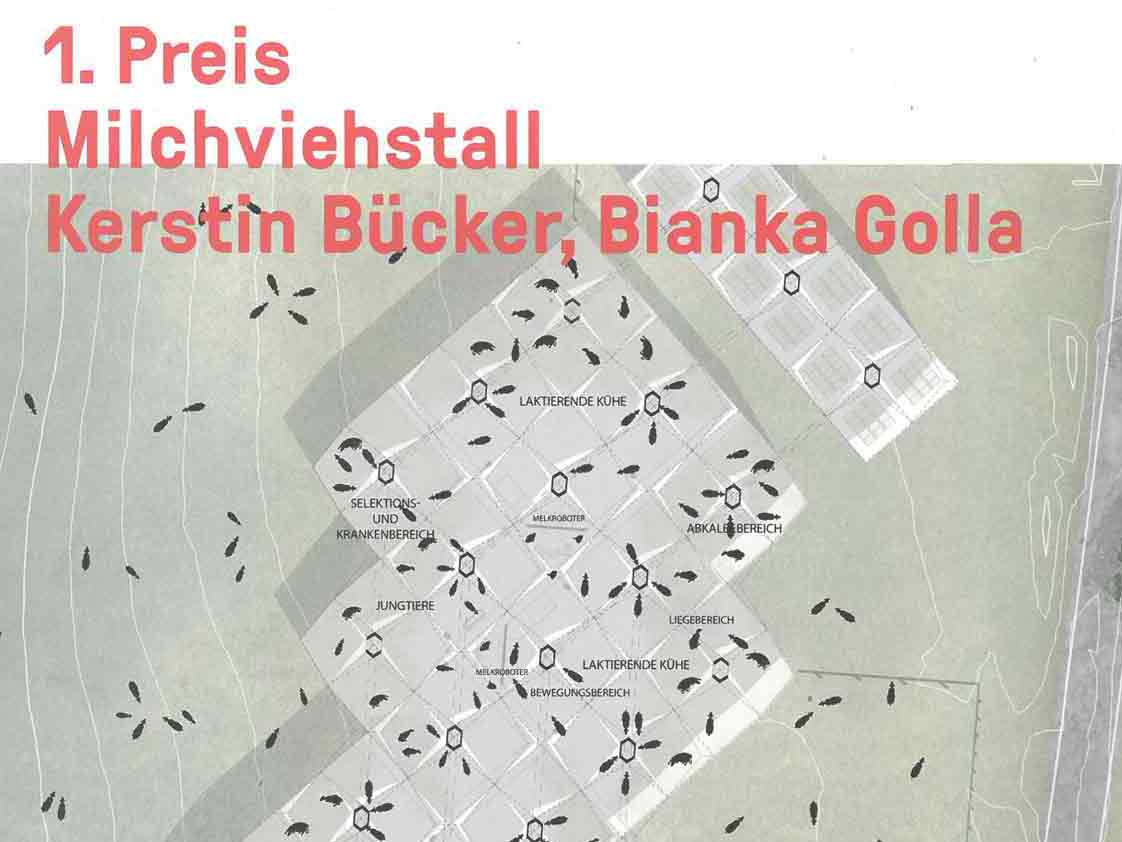 1. Preis
Milchviehstall
Kerstin Bücker, Bianka Golla
LAKTIERENDE KÜHE
SELEKTIONS-
UND
KRANKENBEREICH
MELKROBOTER
ABKALBEBEREICH
JUNGTIERE
LIEGEBEREICH
MELKROBOTER
LAKTIERENDE KÜHE
BEWEGUNGSBEREICH